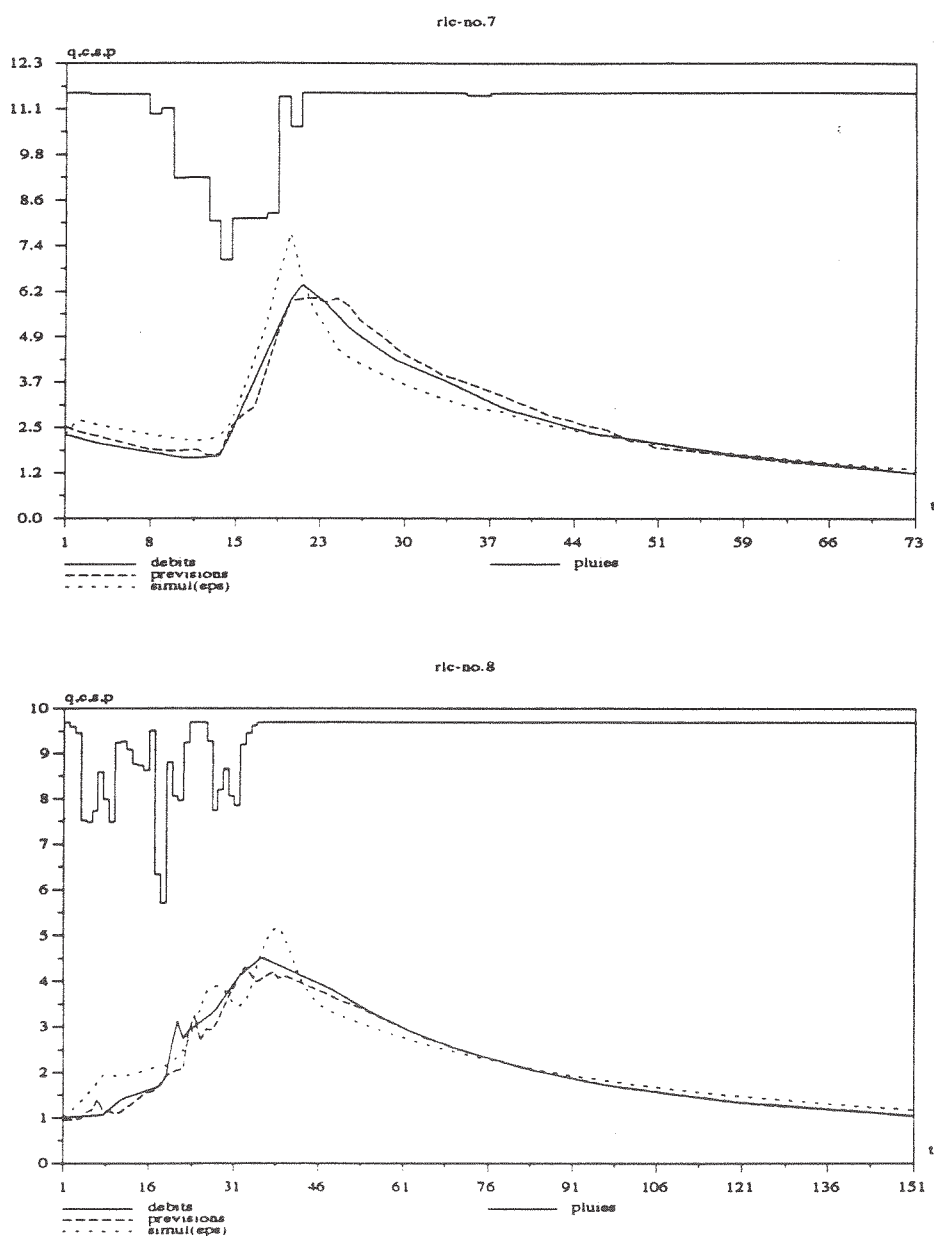 rlc-no.7
q.c.s.p
12.3
11.1
9.8
8.6
7.4
6.2
4.9
3.7
2.5
1.2
0.0
t
1 8 15 23 30 37 44 51 59 66 73
debits pluies
previsions
simul(eps)
rlc-no.8
q.c.s.p
10
9
8
7
6
5
4
3
2
1
0
t
1 16 31 46 61 76 91 106 121 136 151
debits pluies
previsions
simul(eps)